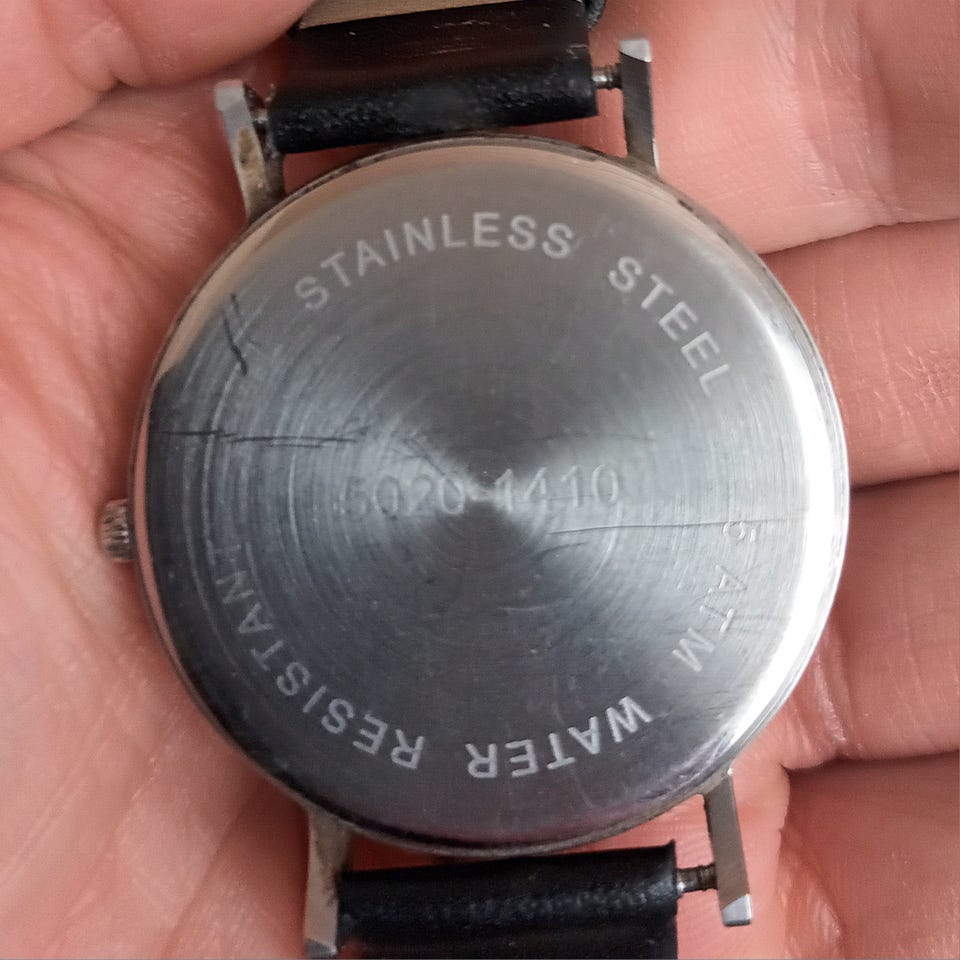 STAINLESS STEEL
5020-1410
5 ATM WATER RESISTANT